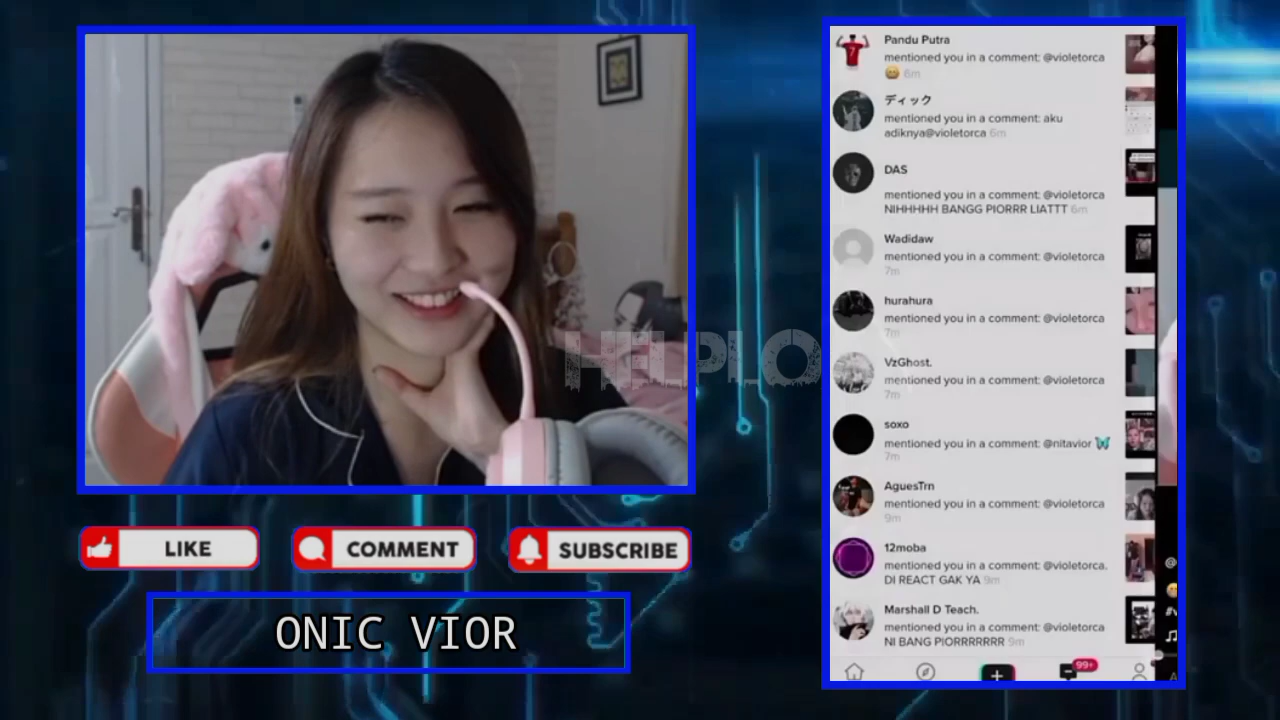 HELPLO
LIKE
COMMENT
SUBSCRIBE
ONIC VIOR
Pandu Putra
mentioned you in a comment: @violetorca
😆 6m
ディック
mentioned you in a comment: aku
adiknya@violetorca 6m
DAS
mentioned you in a comment: @violetorca
NIHHHHH BANGG PIORRR LIATTT 6m
Wadidaw
mentioned you in a comment: @violetorca
7m
hurahura
mentioned you in a comment: @violetorca
7m
VzGhost.
mentioned you in a comment: @violetorca
7m
soxo
mentioned you in a comment: @nitavior 🦋
7m
AguesTrn
mentioned you in a comment: @violetorca
9m
12moba
mentioned you in a comment: @violetorca.
DI REACT GAK YA 9m
Marshall D Teach.
mentioned you in a comment: @violetorca
NI BANG PIORRRRRRR 9m
99+
7